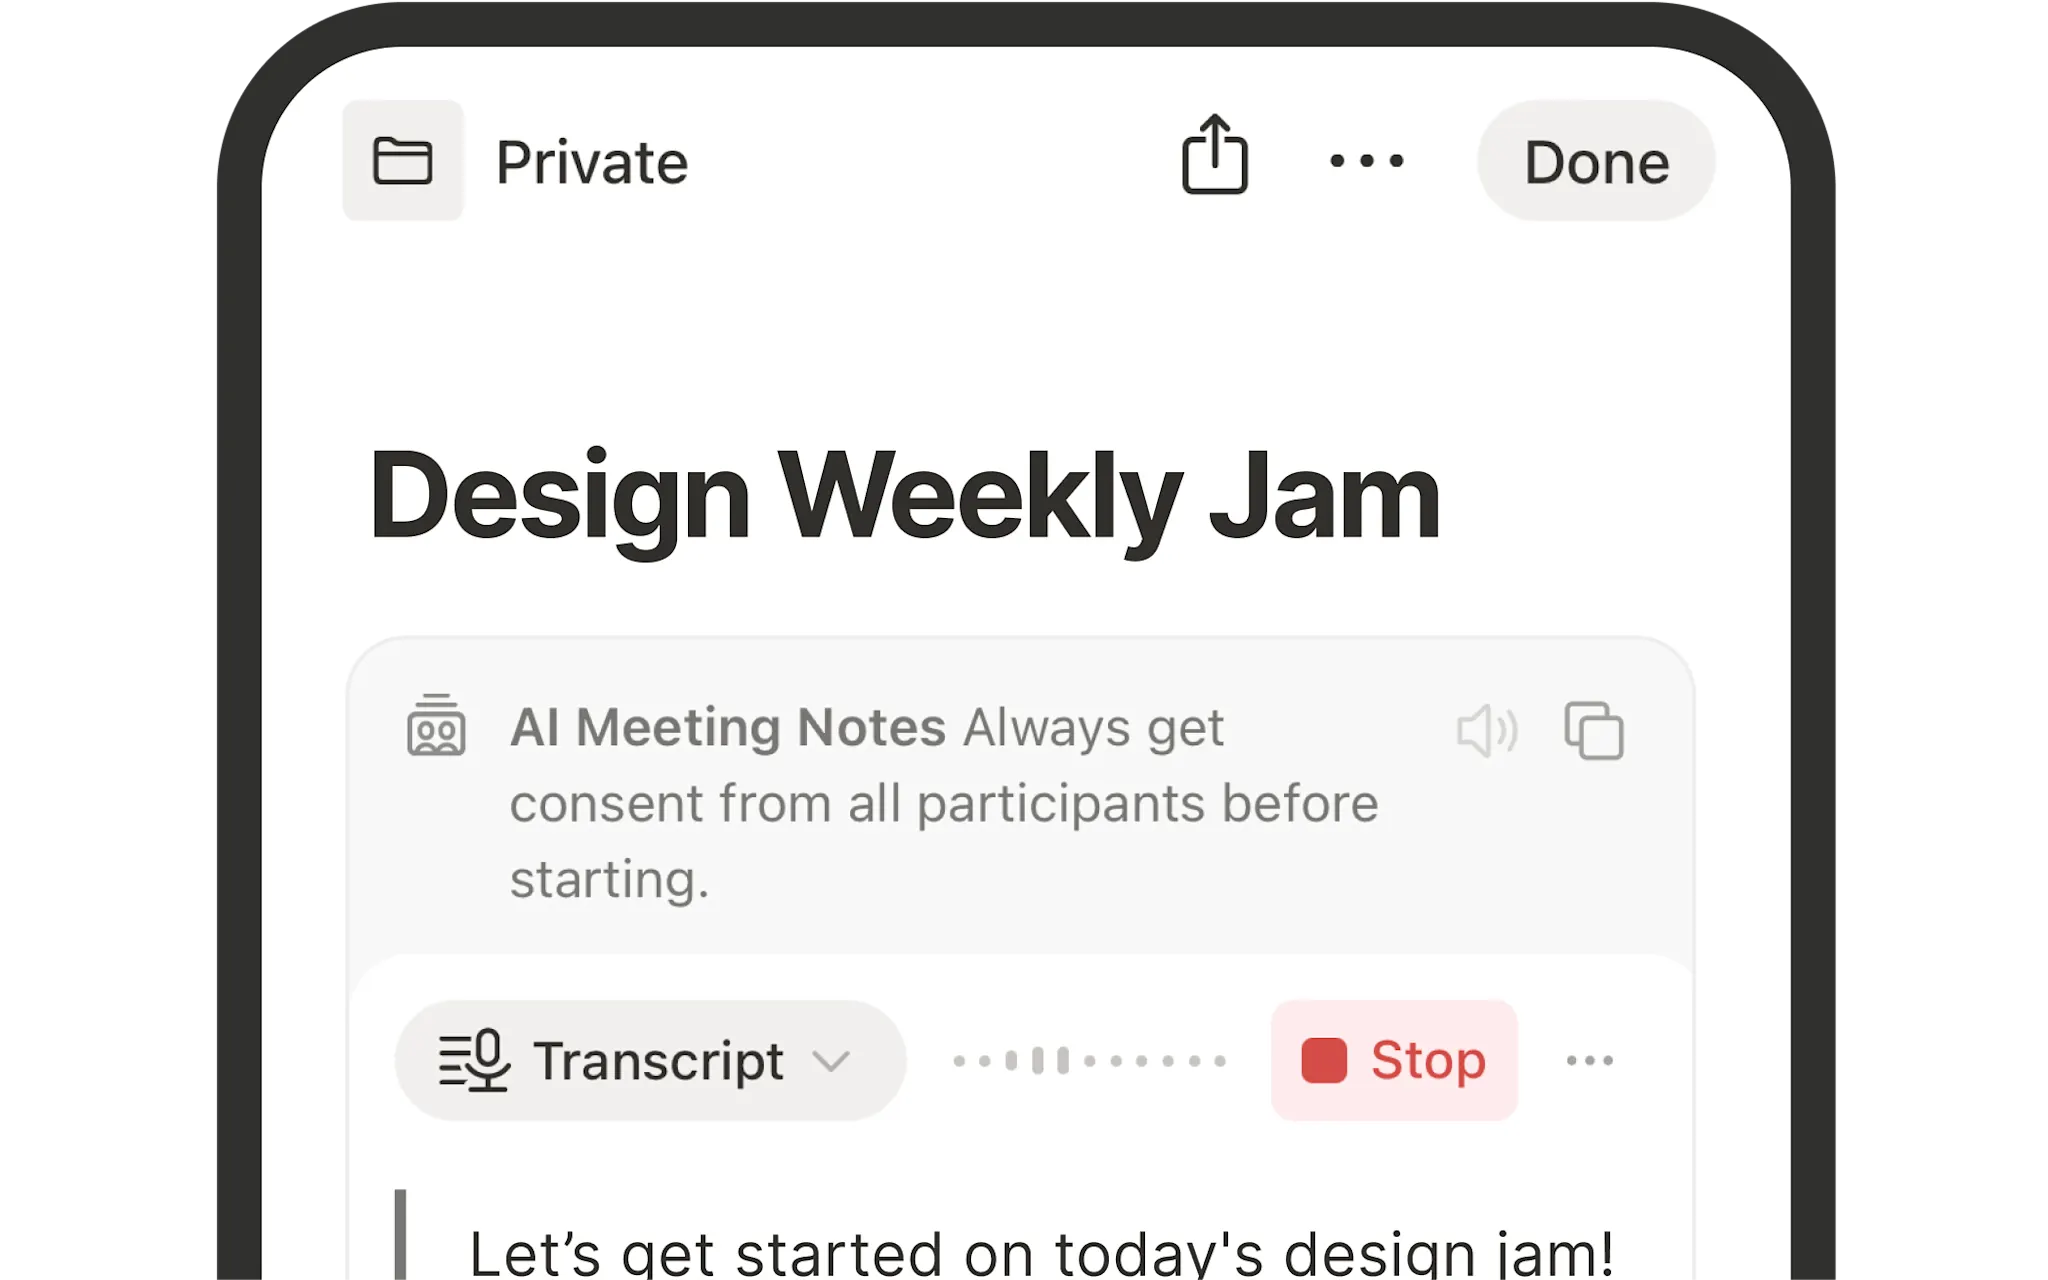 Private
Done
Design Weekly Jam
AI Meeting Notes Always get
consent from all participants before
starting.
Transcript
Stop
Let’s get started on today's design jam!